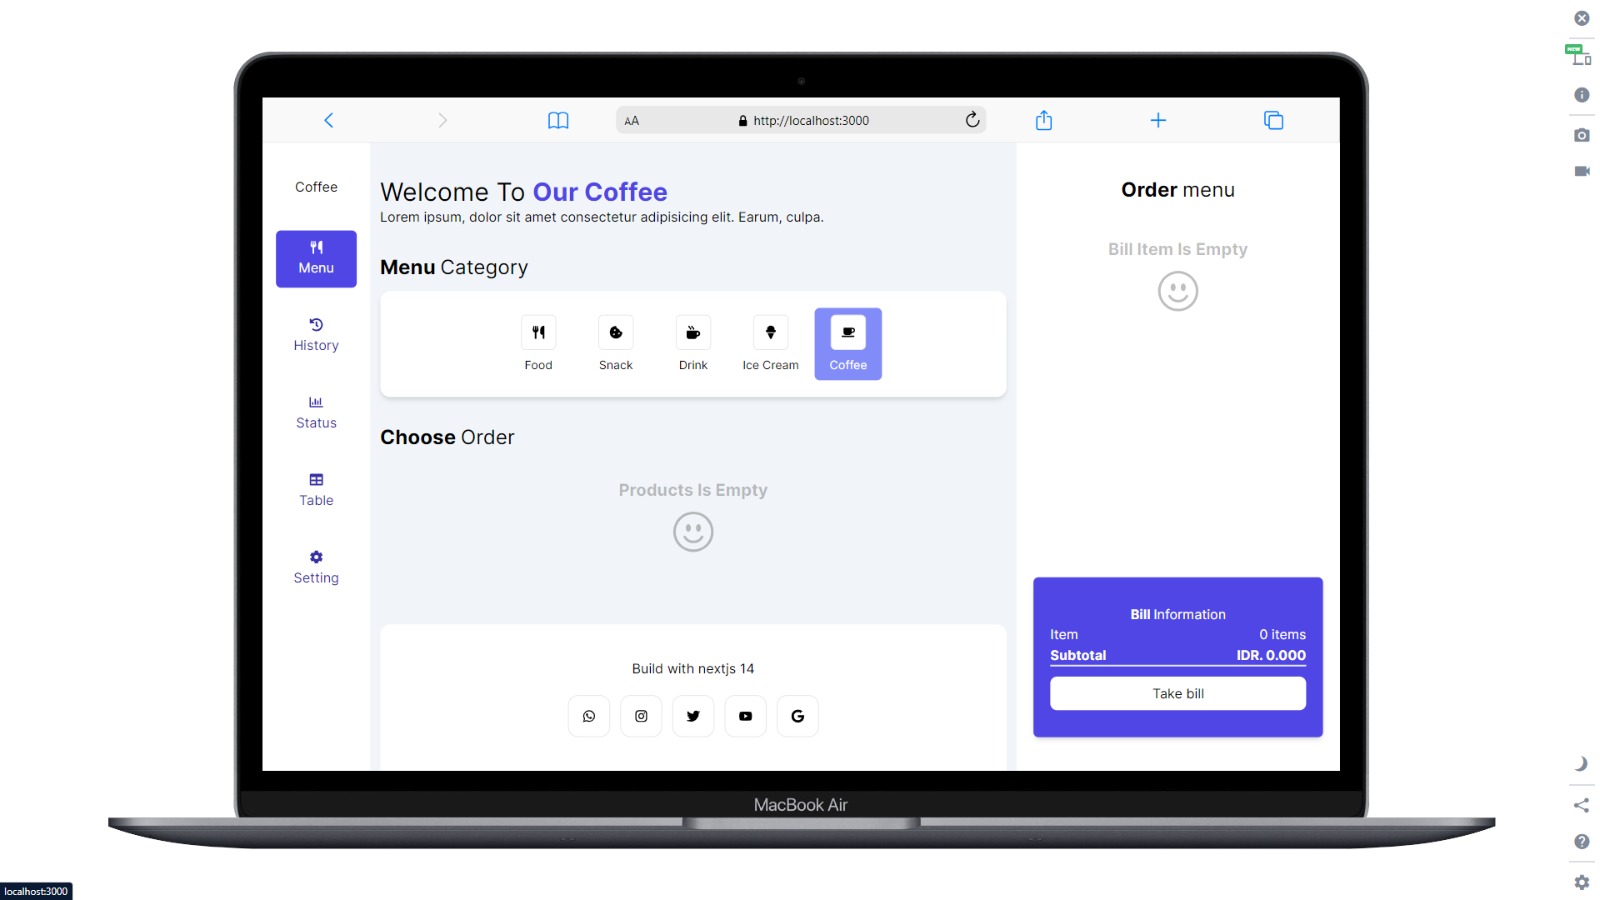 NEW
AA
http://localhost:3000
Coffee
Menu
History
Status
Table
Setting
Welcome To Our Coffee
Lorem ipsum, dolor sit amet consectetur adipisicing elit. Earum, culpa.
Menu Category
Food
Snack
Drink
Ice Cream
Coffee
Choose Order
Products Is Empty
Build with nextjs 14
Order menu
Bill Item Is Empty
Bill Information
Item 0 items
Subtotal IDR. 0.000
Take bill
MacBook Air
localhost:3000